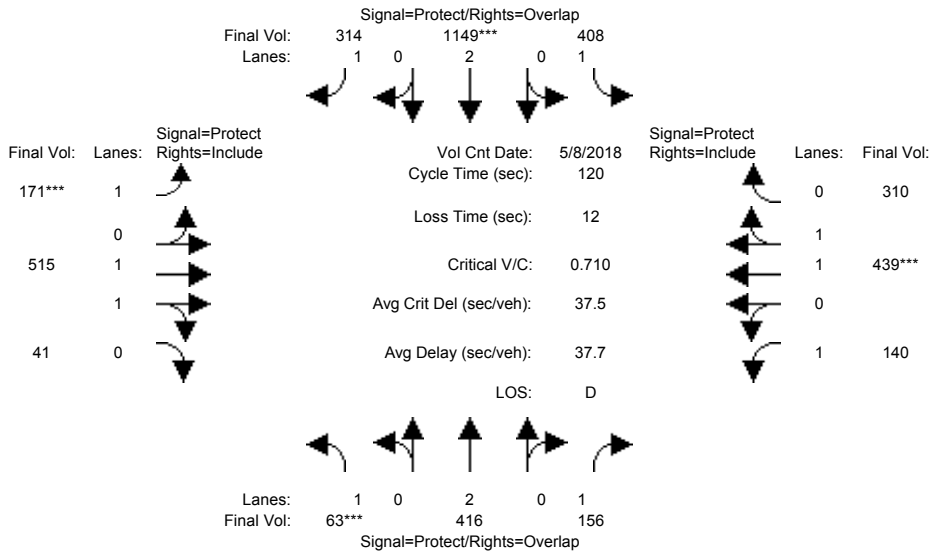 Signal=Protect/Rights=Overlap
Final Vol: 314 1149*** 408
Lanes: 1 0 2 0 1
Signal=Protect
Final Vol: Lanes: Rights=Include
Vol Cnt Date: 5/8/2018
Signal=Protect
Rights=Include Lanes: Final Vol:
Cycle Time (sec): 120
171*** 1
0 310
Loss Time (sec): 12
0
1
515 1
Critical V/C: 0.710
1 439***
1
Avg Crit Del (sec/veh): 37.5
0
41 0
Avg Delay (sec/veh): 37.7
1 140
LOS: D
Lanes: 1 0 2 0 1
Final Vol: 63*** 416 156
Signal=Protect/Rights=Overlap